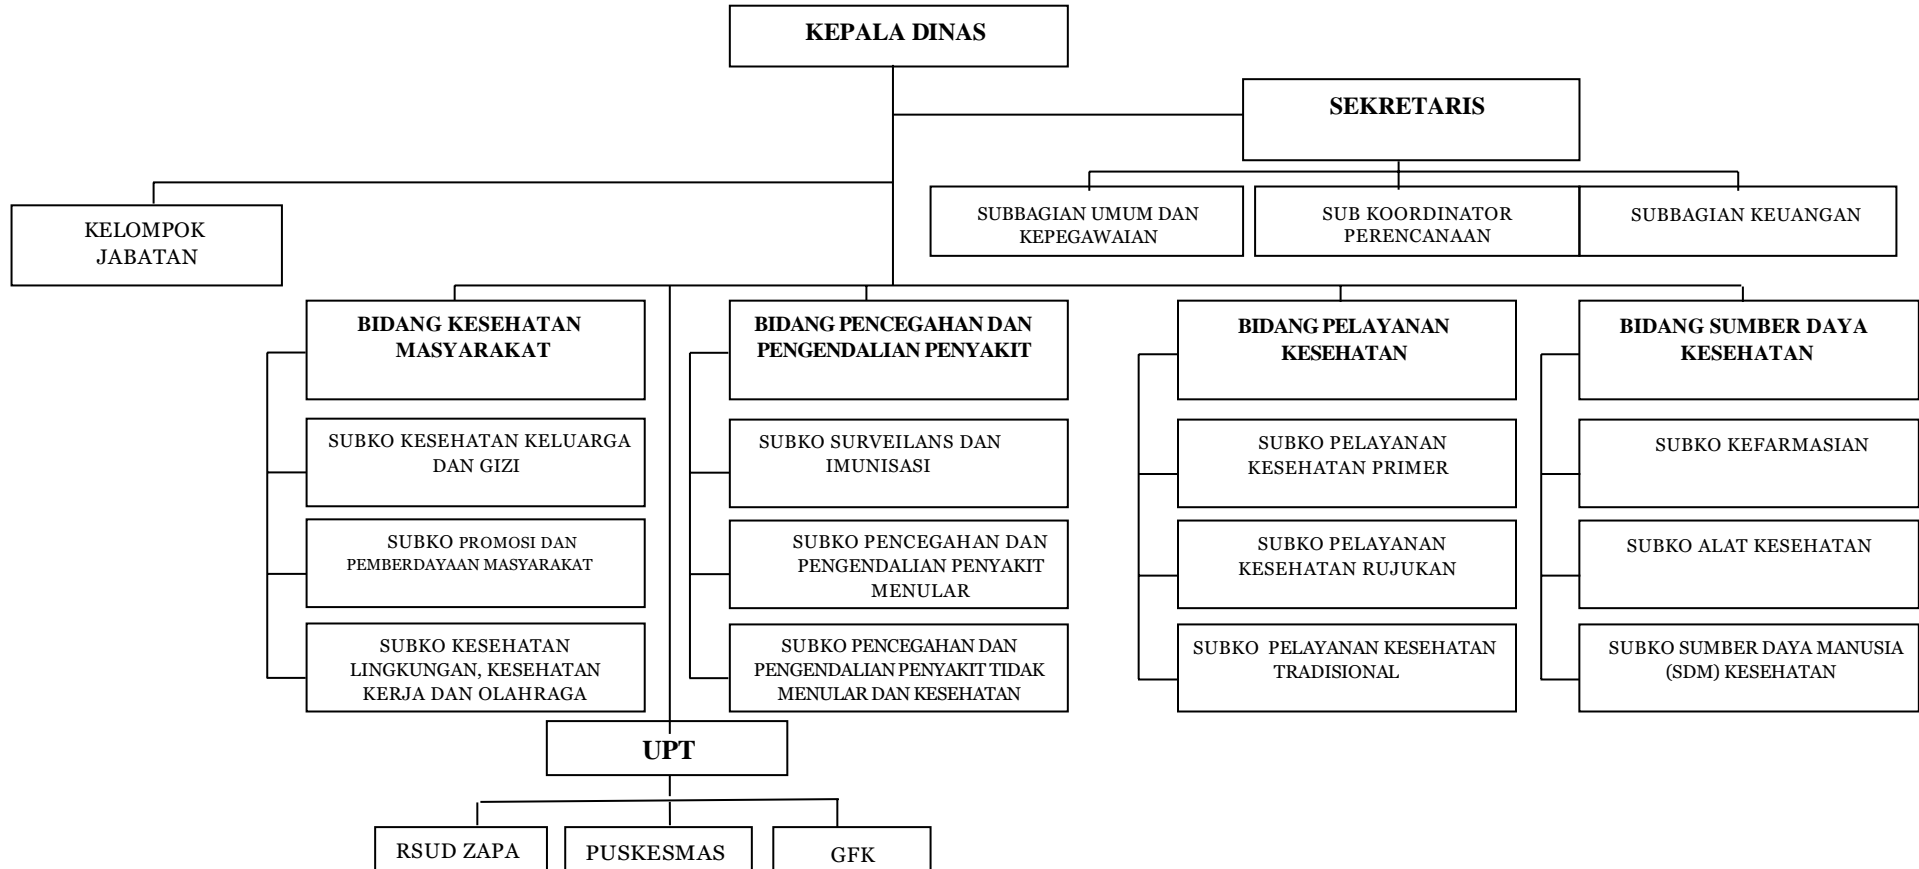 KEPALA DINAS
SEKRETARIS
SUBBAGIAN UMUM DAN
KEPEGAWAIAN
SUB KOORDINATOR
PERENCANAAN
SUBBAGIAN KEUANGAN
KELOMPOK
JABATAN
BIDANG KESEHATAN
MASYARAKAT
SUBKO KESEHATAN KELUARGA
DAN GIZI
SUBKO PROMOSI DAN
PEMBERDAYAAN MASYARAKAT
SUBKO KESEHATAN
LINGKUNGAN, KESEHATAN
KERJA DAN OLAHRAGA
BIDANG PENCEGAHAN DAN
PENGENDALIAN PENYAKIT
SUBKO SURVEILANS DAN
IMUNISASI
SUBKO PENCEGAHAN DAN
PENGENDALIAN PENYAKIT
MENULAR
SUBKO PENCEGAHAN DAN
PENGENDALIAN PENYAKIT TIDAK
MENULAR DAN KESEHATAN
BIDANG PELAYANAN
KESEHATAN
SUBKO PELAYANAN
KESEHATAN PRIMER
SUBKO PELAYANAN
KESEHATAN RUJUKAN
SUBKO PELAYANAN KESEHATAN
TRADISIONAL
BIDANG SUMBER DAYA
KESEHATAN
SUBKO KEFARMASIAN
SUBKO ALAT KESEHATAN
SUBKO SUMBER DAYA MANUSIA
(SDM) KESEHATAN
UPT
RSUD ZAPA
PUSKESMAS
GFK